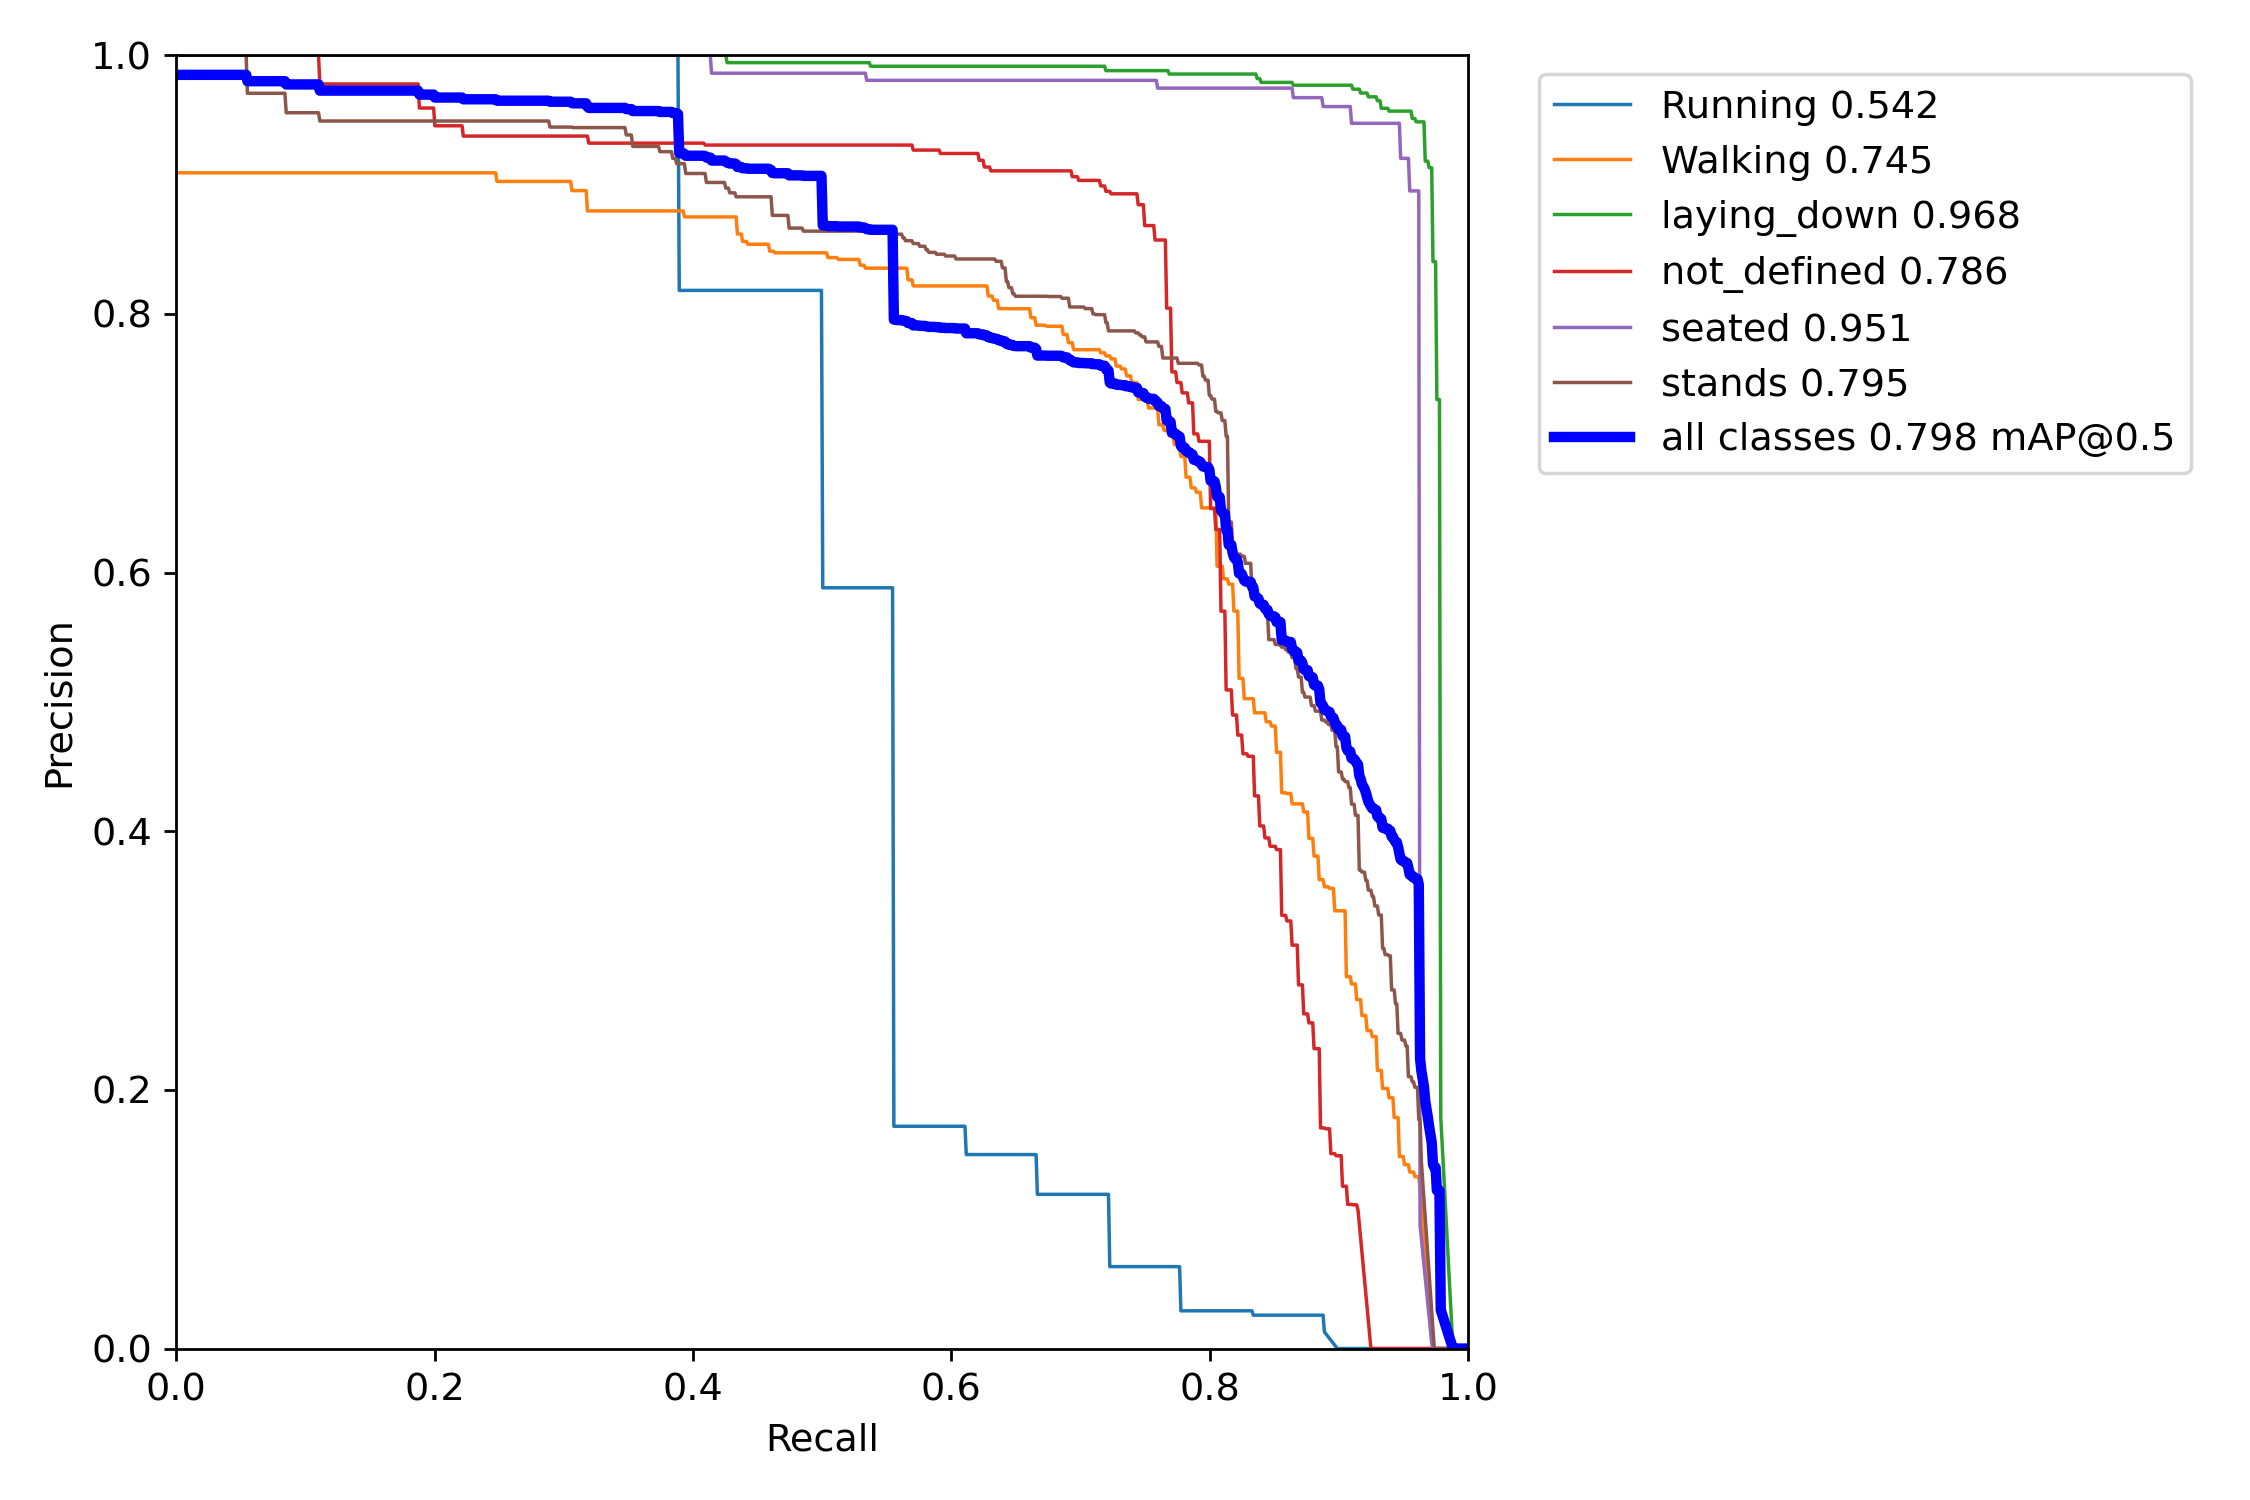 1.0
0.8
0.6
0.4
0.2
0.0
Precision
0.0 0.2 0.4 0.6 0.8 1.0
Recall
Running 0.542
Walking 0.745
laying_down 0.968
not_defined 0.786
seated 0.951
stands 0.795
all classes 0.798 mAP@0.5